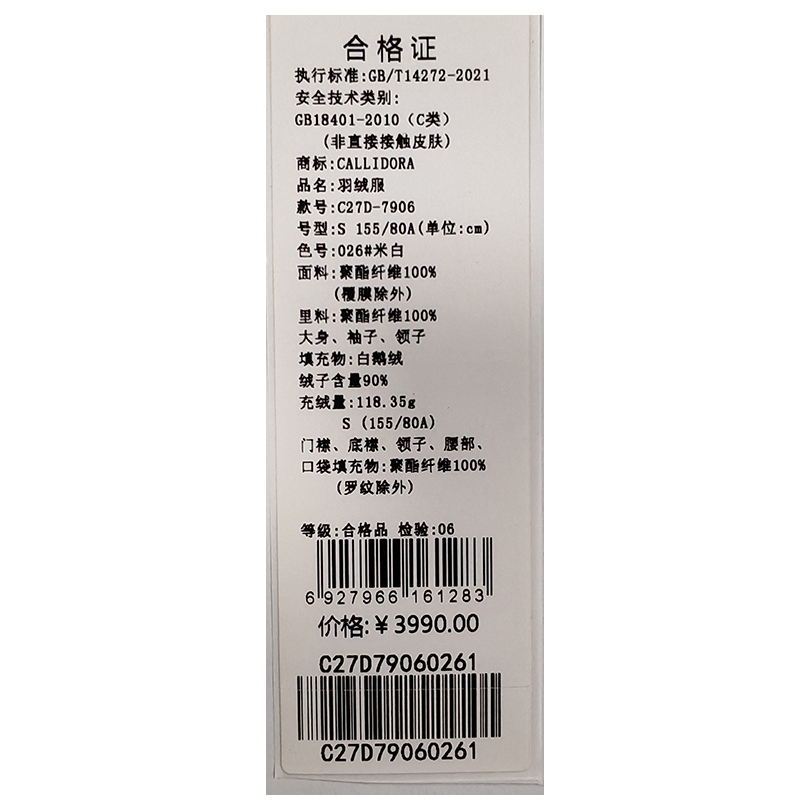 合格证
执行标准:GB/T14272-2021
安全技术类别:
GB18401-2010（C类）
(非直接接触皮肤)
商标:CALLIDORA
品名:羽绒服
款号:C27D-7906
号型:S 155/80A(单位:cm)
色号:026#米白
面料:聚酯纤维100%
(覆膜除外)
里料:聚酯纤维100%
大身、袖子、领子
填充物:白鹅绒
绒子含量90%
充绒量:118.35g
S (155/80A)
门襟、底襟、领子、腰部、
口袋填充物:聚酯纤维100%
(罗纹除外)
等级:合格品 检验:06
6 927966 161283
价格:￥3990.00
C27D79060261
C27D79060261